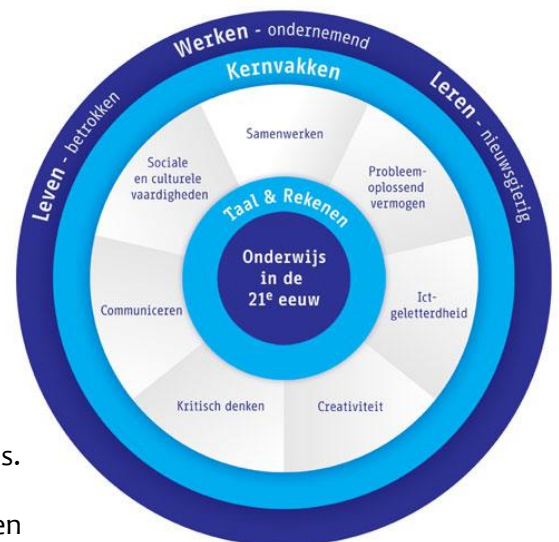 Werken - ondernemend
Leven - betrokken
Leren - nieuwsgierig
Kernvakken
Samenwerken
Sociale
en culturele
vaardigheden
Probleem-
oplossend
vermogen
Taal & Rekenen
Onderwijs
in de
21e eeuw
Communiceren
Ict-
geletterdheid
Kritisch denken
Creativiteit
s.
en